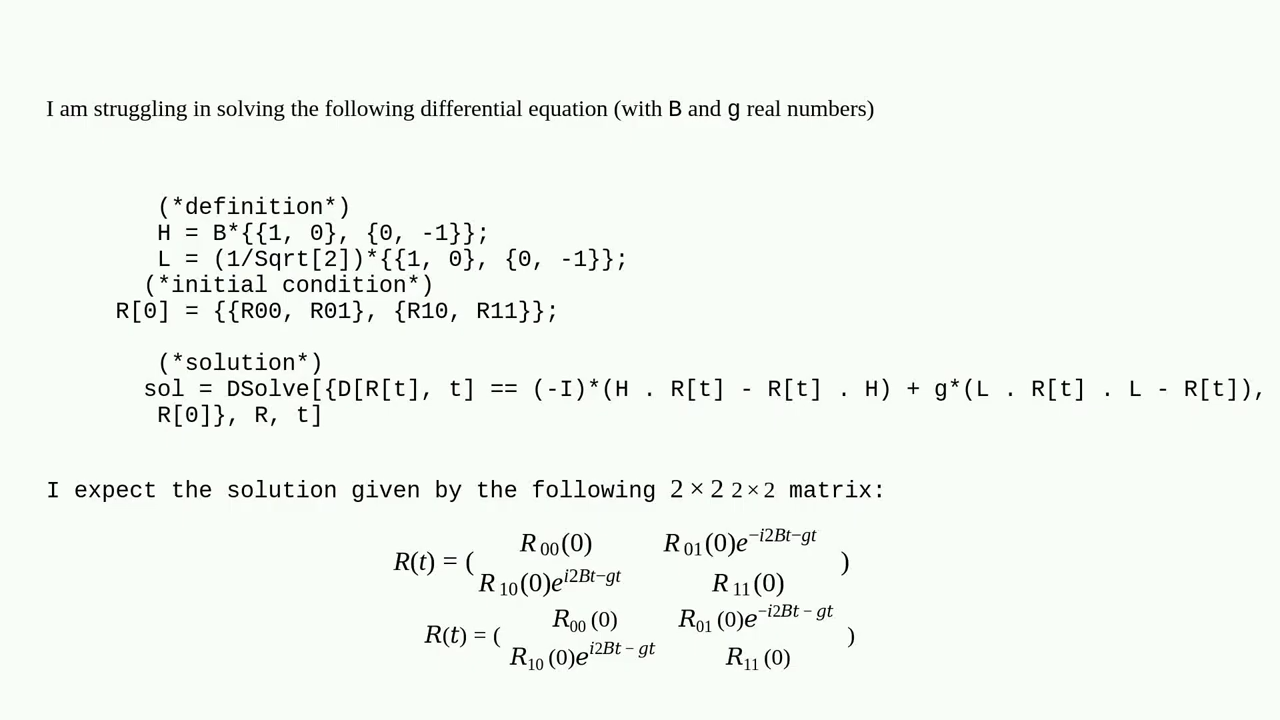 I am struggling in solving the following differential equation (with B and g real numbers)
(*definition*)
H = B*{{1, 0}, {0, -1}};
L = (1/Sqrt[2])*{{1, 0}, {0, -1}};
(*initial condition*)
R[0] = {{R00, R01}, {R10, R11}};
(*solution*)
sol = DSolve[{D[R[t], t] == (-I)*(H . R[t] - R[t] . H) + g*(L . R[t] . L - R[t]),
R[0]}, R, t]
I expect the solution given by the following 2 × 2 2 × 2 matrix:
R(t) = ( R00(0) R01(0)e^−i2Bt−gt
R10(0)e^i2Bt−gt R11(0) )
R(t) = ( R00 (0) R01 (0)e^−i2Bt − gt
R10 (0)e^i2Bt − gt R11 (0) )